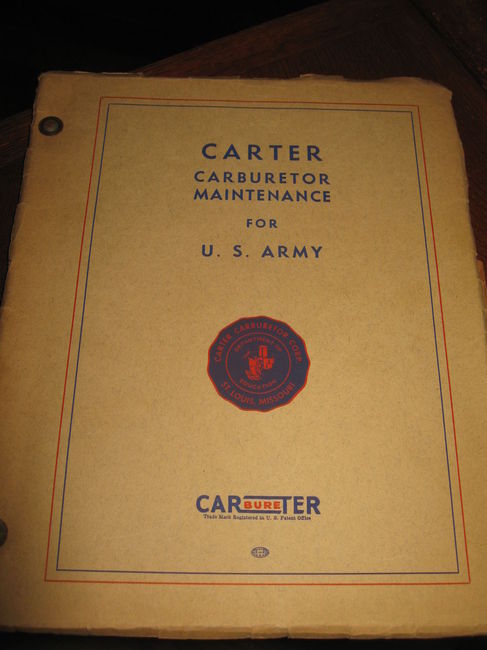 CARTER
CARBURETOR
MAINTENANCE
FOR
U. S. ARMY
CARTER CARBURETOR CORP.
DEPARTMENT OF
EDUCATION
ST. LOUIS, MISSOURI
CARBURETER
Trade Mark Registered in U. S. Patent Office